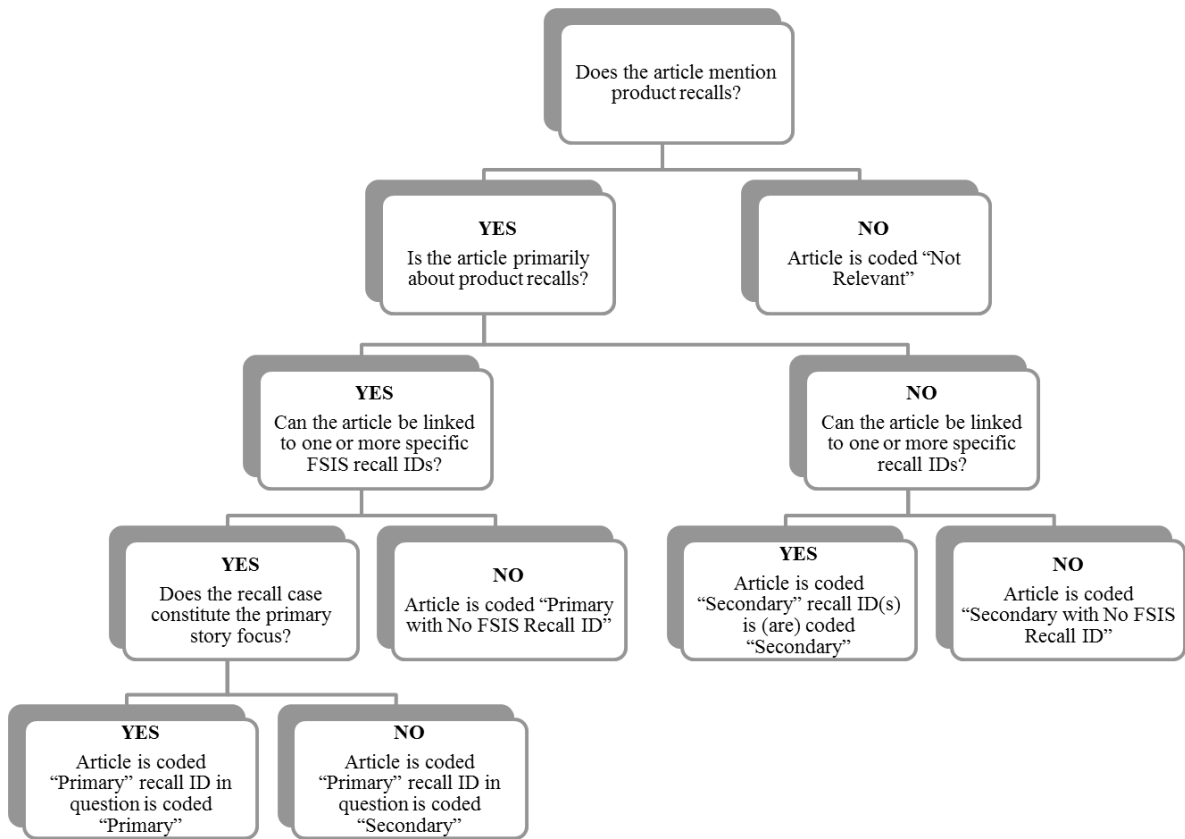 Does the article mention
product recalls?
YES
Is the article primarily
about product recalls?
NO
Article is coded “Not
Relevant”
YES
Can the article be linked
to one or more specific
FSIS recall IDs?
NO
Can the article be linked
to one or more specific
recall IDs?
YES
Does the recall case
constitute the primary
story focus?
NO
Article is coded “Primary
with No FSIS Recall ID”
YES
Article is coded
“Secondary” recall ID(s)
is (are) coded
“Secondary”
NO
Article is coded
“Secondary with No FSIS
Recall ID”
YES
Article is coded
“Primary” recall ID in
question is coded
“Primary”
NO
Article is coded
“Primary” recall ID in
question is coded
“Secondary”